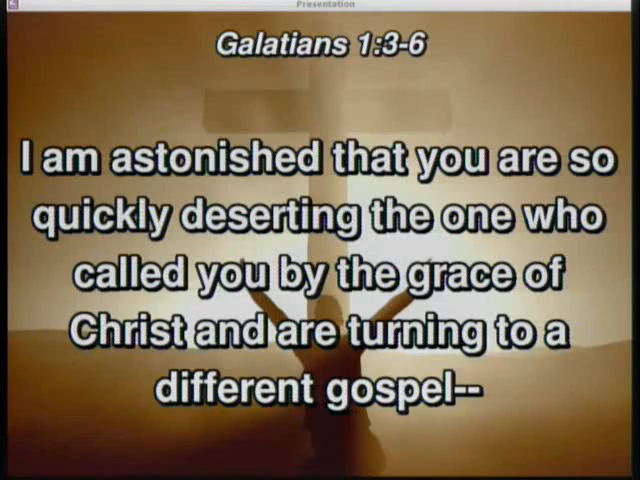 Presentation
Galatians 1:3-6
I am astonished that you are so
quickly deserting the one who
called you by the grace of
Christ and are turning to a
different gospel--